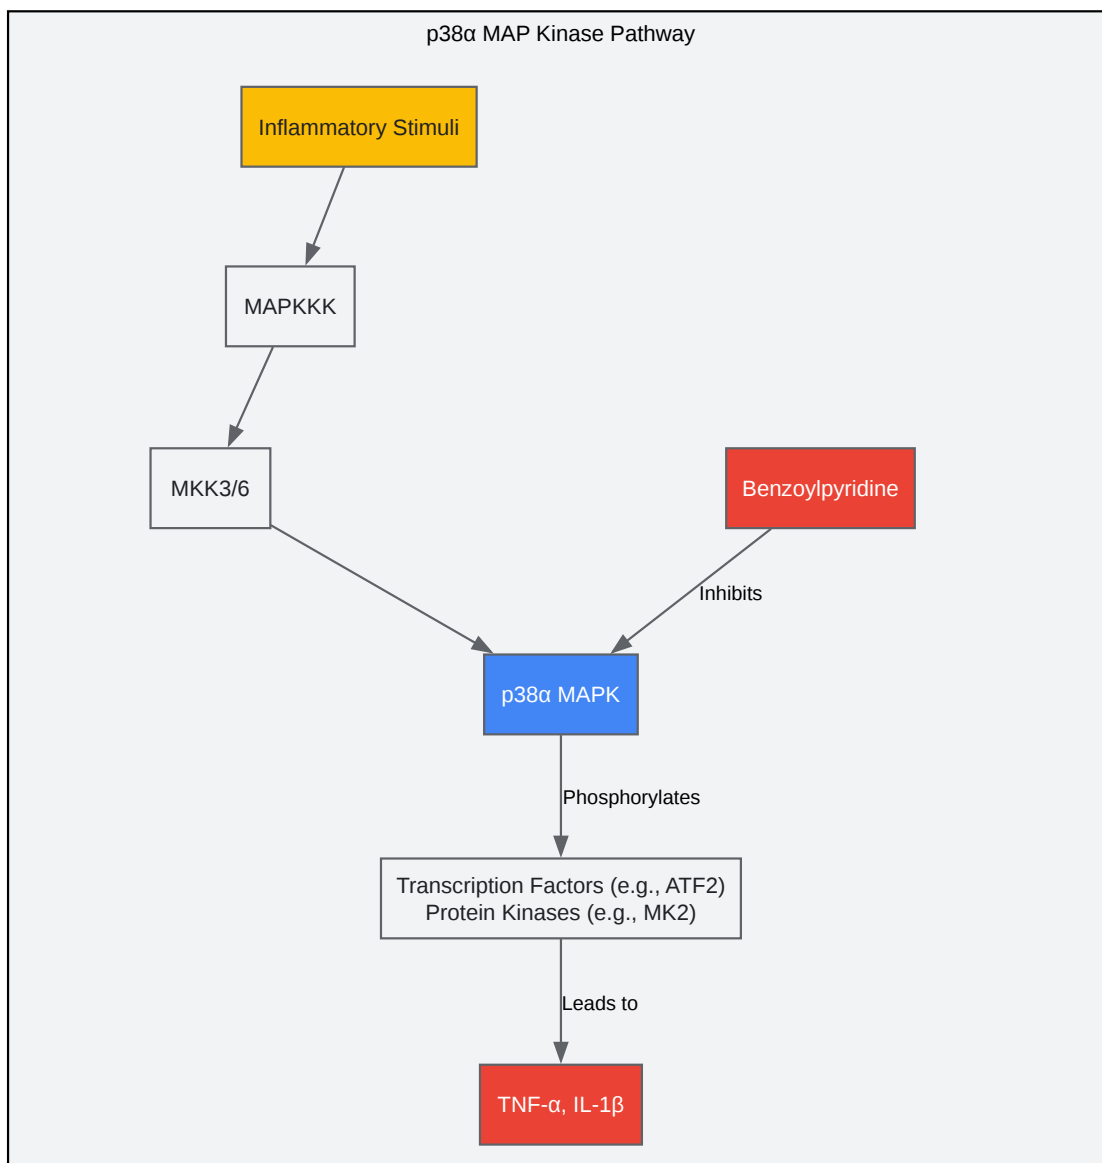 p38α MAP Kinase Pathway
Inflammatory Stimuli
MAPKKK
MKK3/6
Benzoylpyridine
Inhibits
p38α MAPK
Phosphorylates
Transcription Factors (e.g., ATF2)
Protein Kinases (e.g., MK2)
Leads to
TNF-α, IL-1β